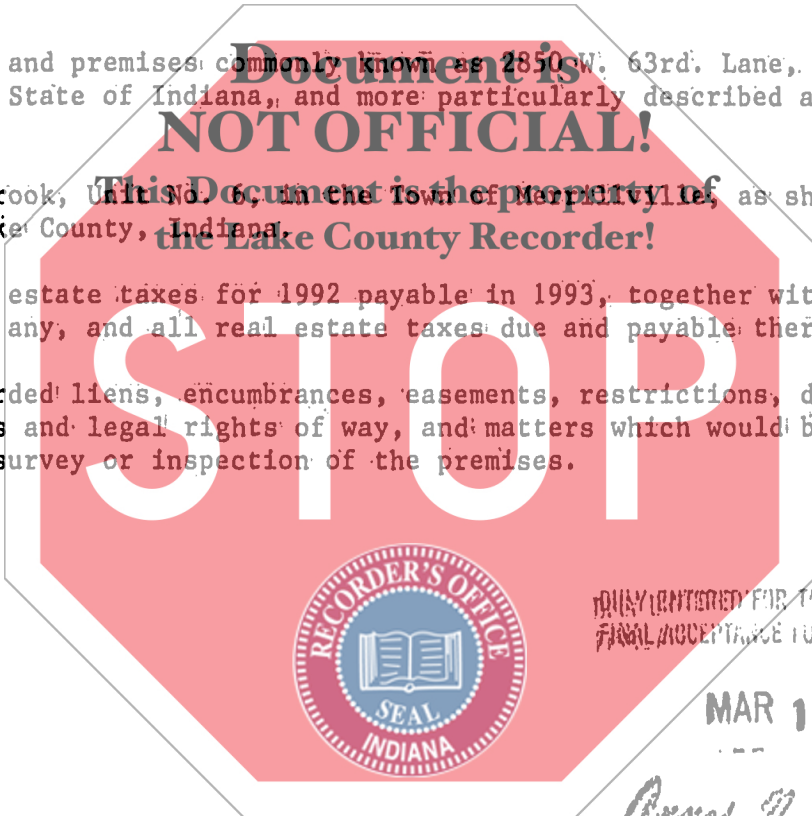 and premises commonly known as 2850 W. 63rd. Lane,
State of Indiana, and more particularly described a
ook, Unit No. 6, in the Town of Merrillville, as sh
ke County, Indiana.
estate taxes for 1992 payable in 1993, together wit
any, and all real estate taxes due and payable ther
rded liens, encumbrances, easements, restrictions, d
s and legal rights of way, and matters which would b
survey or inspection of the premises.
Document is
NOT OFFICIAL!
This Document is the property of
the Lake County Recorder!
STOP
RECORDER'S OFFICE
SEAL
INDIANA
DULY ENTERED FOR T
FINAL ACCEPTANCE FO
MAR 1